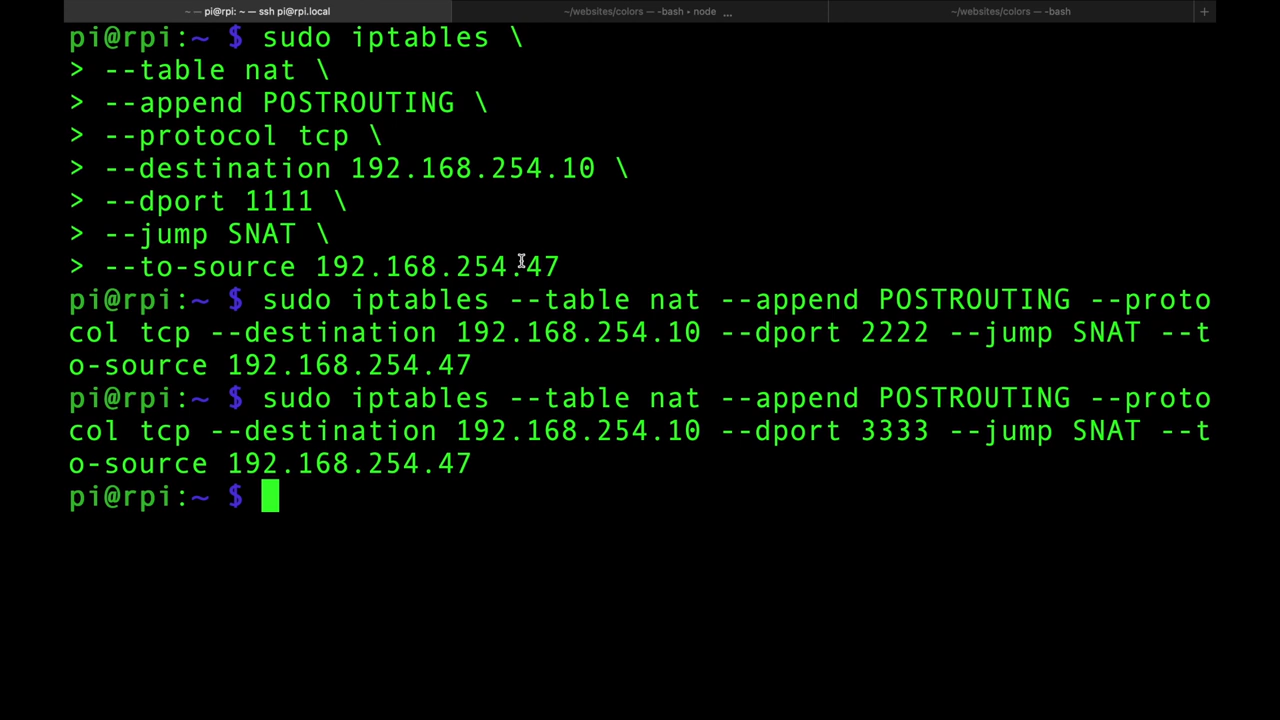 ~ — pi@rpi: ~ — ssh pi@rpi.local
~/websites/colors — -bash ▸ node ...
~/websites/colors — -bash
+
pi@rpi:~ $ sudo iptables \
> --table nat \
> --append POSTROUTING \
> --protocol tcp \
> --destination 192.168.254.10 \
> --dport 1111 \
> --jump SNAT \
> --to-source 192.168.254.47
pi@rpi:~ $ sudo iptables --table nat --append POSTROUTING --proto
col tcp --destination 192.168.254.10 --dport 2222 --jump SNAT --t
o-source 192.168.254.47
pi@rpi:~ $ sudo iptables --table nat --append POSTROUTING --proto
col tcp --destination 192.168.254.10 --dport 3333 --jump SNAT --t
o-source 192.168.254.47
pi@rpi:~ $